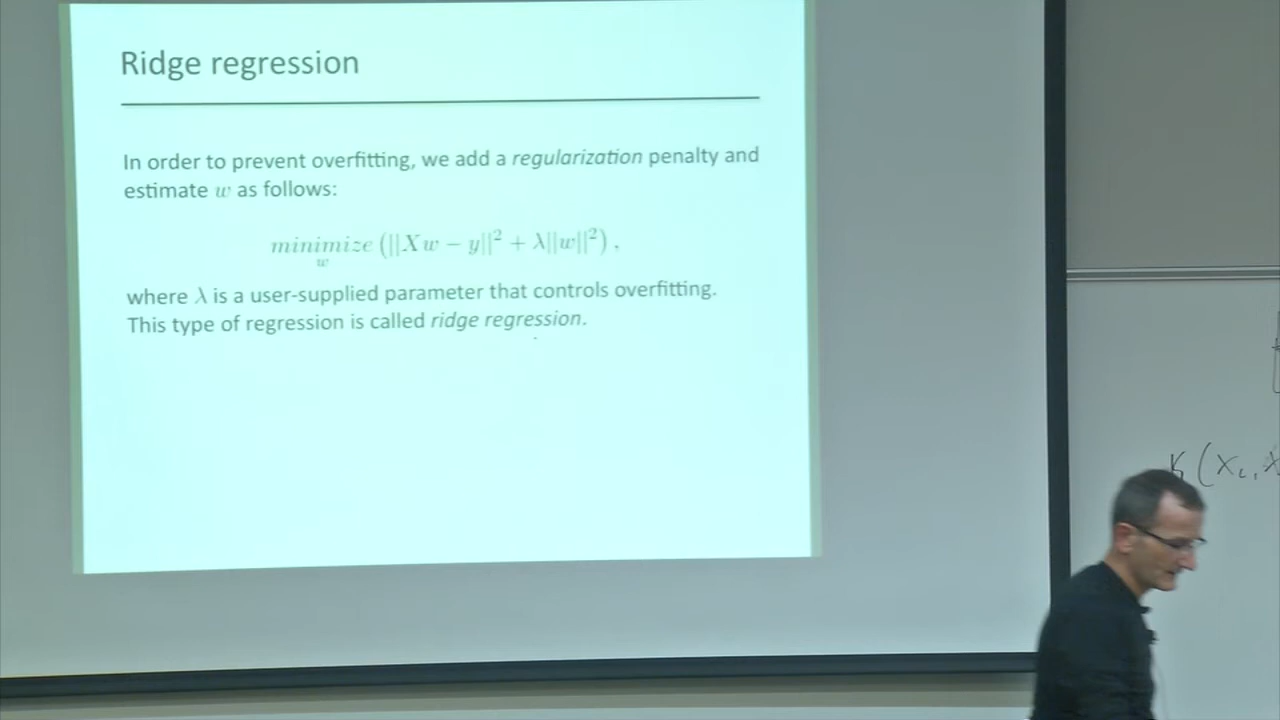 Ridge regression
In order to prevent overfitting, we add a regularization penalty and
estimate w as follows:
minimize (||Xw − y||² + λ||w||²) ,
w
where λ is a user-supplied parameter that controls overfitting.
This type of regression is called ridge regression.
K(x